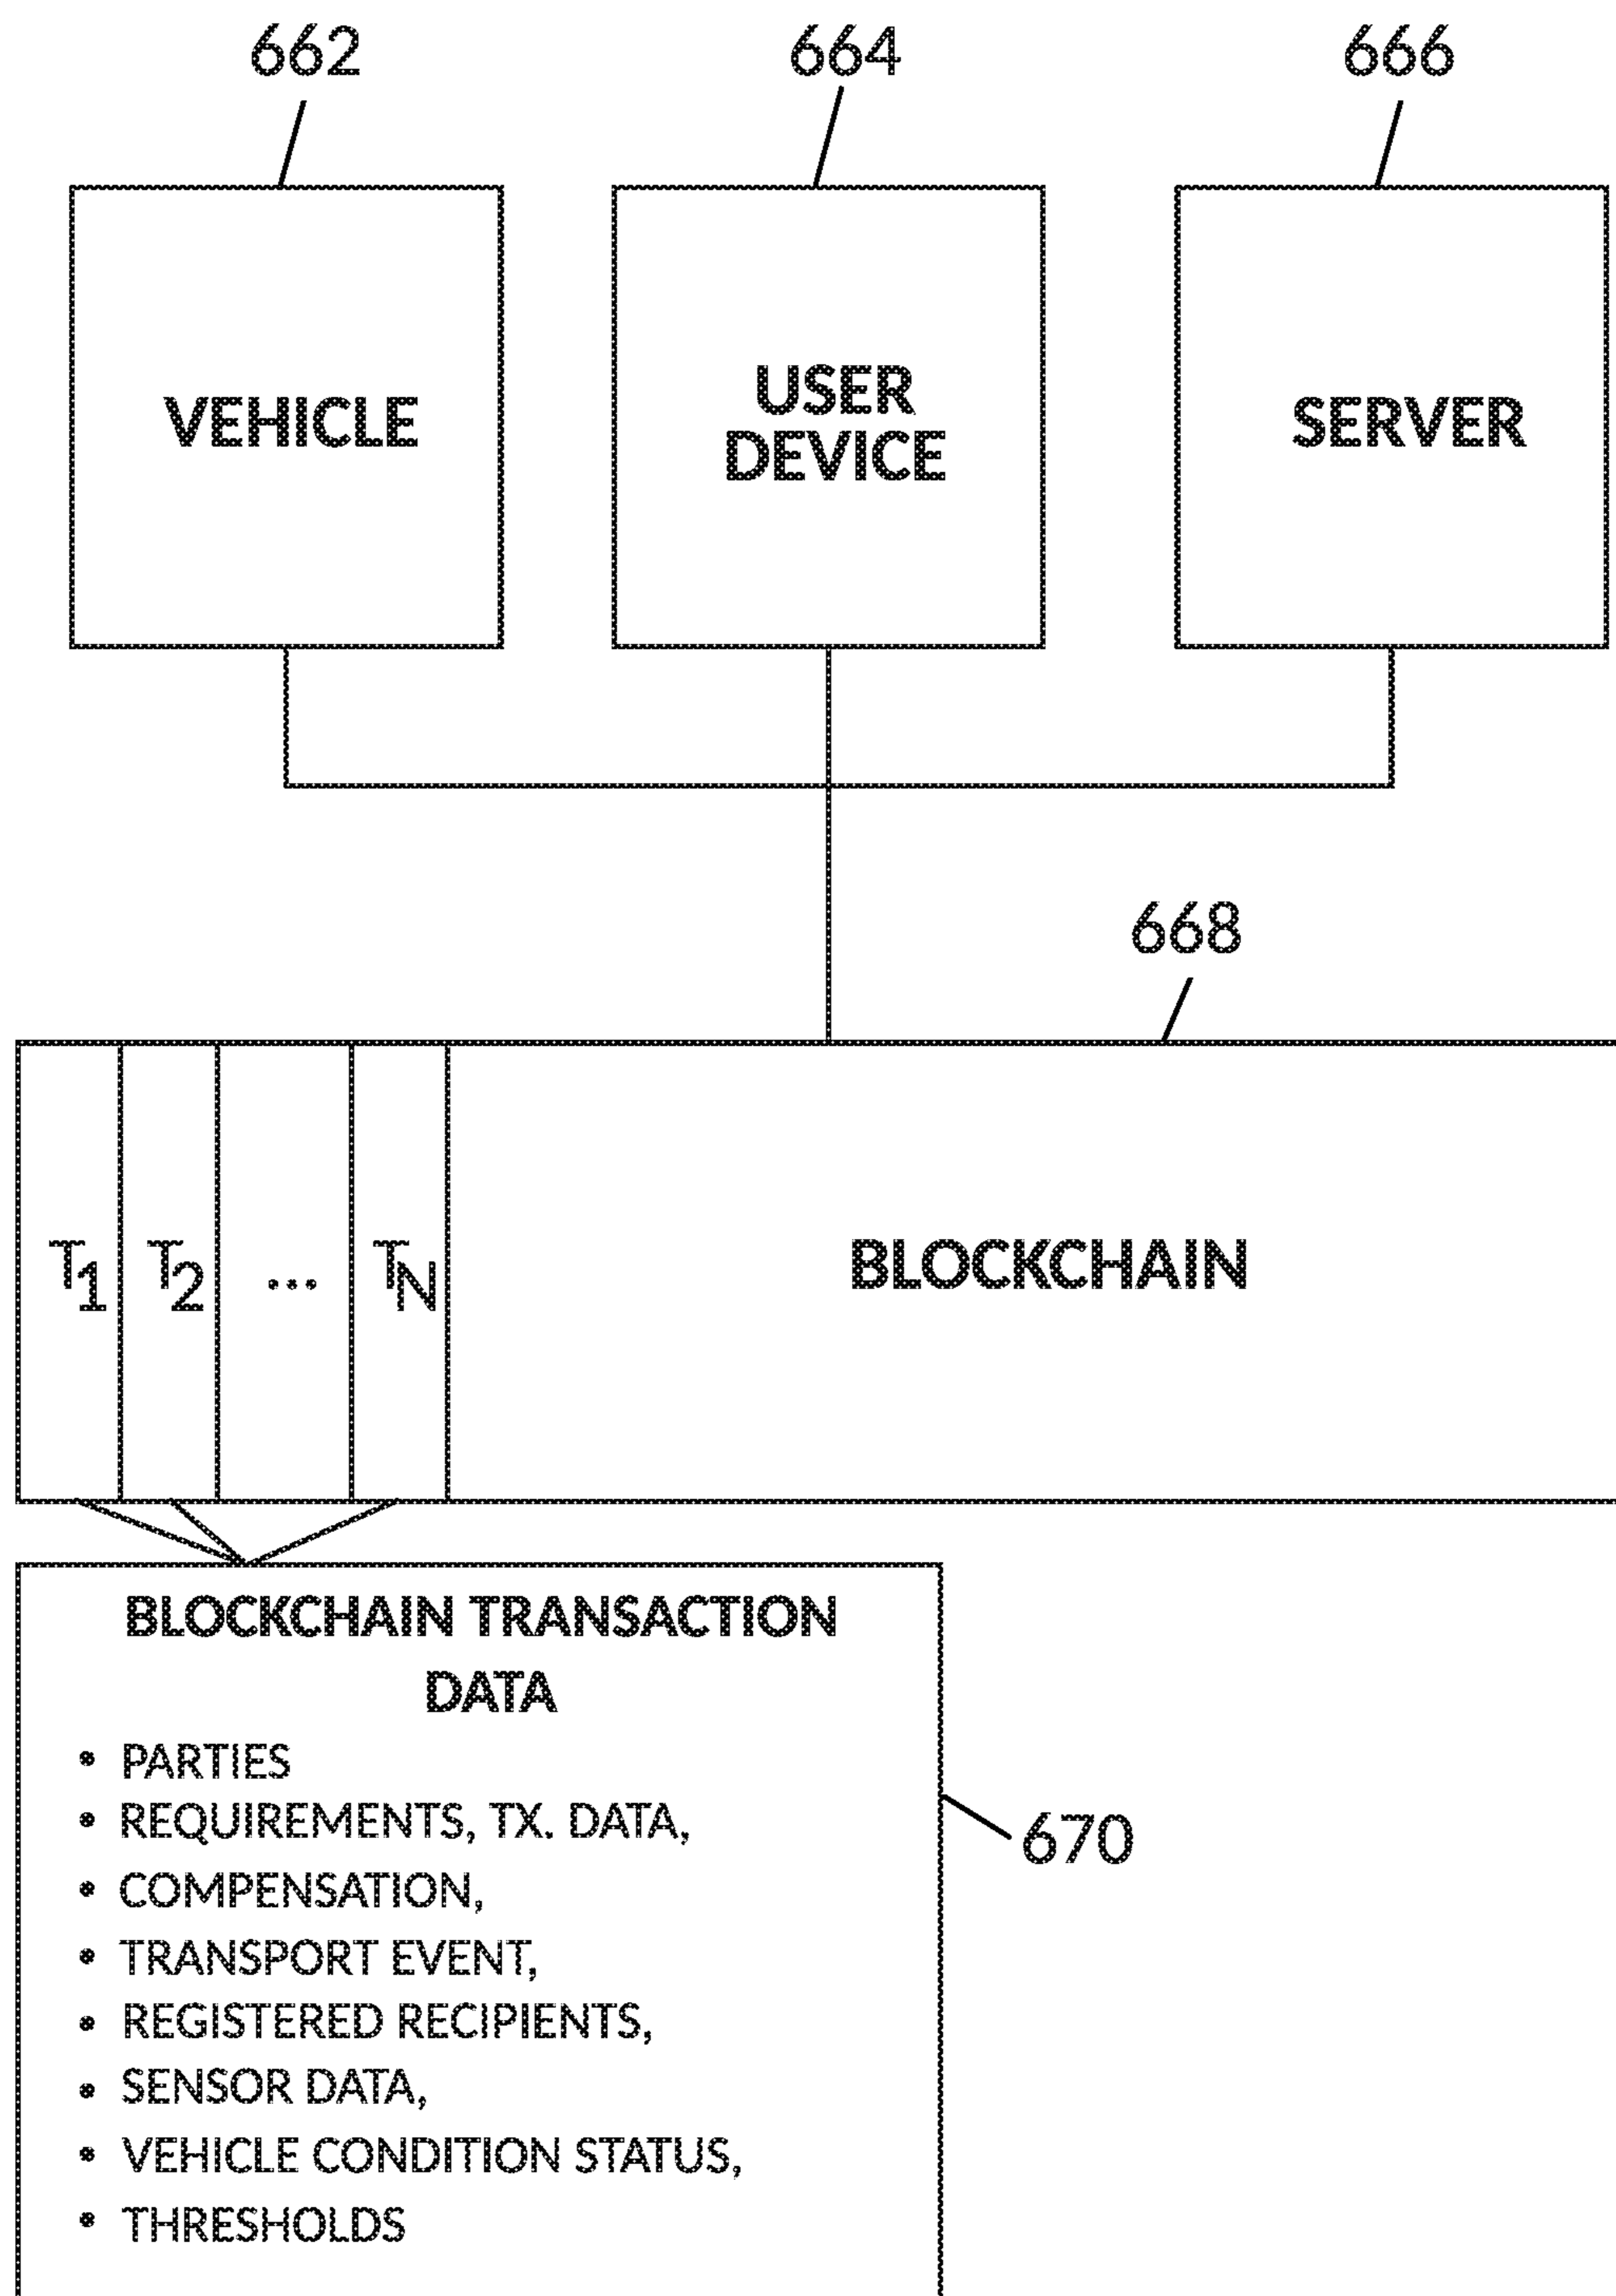 662
664
666
VEHICLE
USER
DEVICE
SERVER
668
T1
T2
...
TN
BLOCKCHAIN
BLOCKCHAIN TRANSACTION
DATA
• PARTIES
• REQUIREMENTS, TX. DATA,
• COMPENSATION,
• TRANSPORT EVENT,
• REGISTERED RECIPIENTS,
• SENSOR DATA,
• VEHICLE CONDITION STATUS,
• THRESHOLDS
670